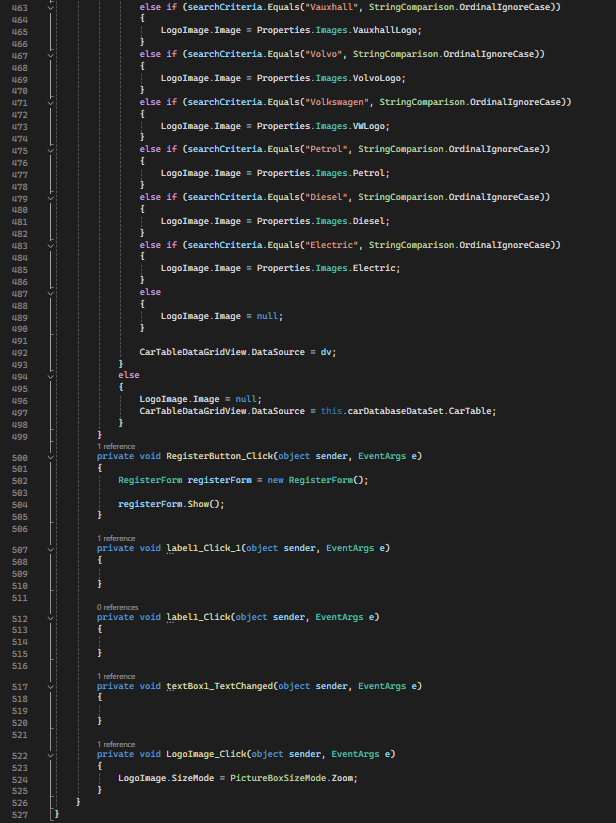 463 else if (searchCriteria.Equals("Vauxhall", StringComparison.OrdinalIgnoreCase))
464 {
465 LogoImage.Image = Properties.Images.VauxhallLogo;
466 }
467 else if (searchCriteria.Equals("Volvo", StringComparison.OrdinalIgnoreCase))
468 {
469 LogoImage.Image = Properties.Images.VolvoLogo;
470 }
471 else if (searchCriteria.Equals("Volkswagen", StringComparison.OrdinalIgnoreCase))
472 {
473 LogoImage.Image = Properties.Images.VWLogo;
474 }
475 else if (searchCriteria.Equals("Petrol", StringComparison.OrdinalIgnoreCase))
476 {
477 LogoImage.Image = Properties.Images.Petrol;
478 }
479 else if (searchCriteria.Equals("Diesel", StringComparison.OrdinalIgnoreCase))
480 {
481 LogoImage.Image = Properties.Images.Diesel;
482 }
483 else if (searchCriteria.Equals("Electric", StringComparison.OrdinalIgnoreCase))
484 {
485 LogoImage.Image = Properties.Images.Electric;
486 }
487 else
488 {
489 LogoImage.Image = null;
490 }
491
492 CarTableDataGridView.DataSource = dv;
493 }
494 else
495 {
496 LogoImage.Image = null;
497 CarTableDataGridView.DataSource = this.carDatabaseDataSet.CarTable;
498 }
499 }
1 reference
500 private void RegisterButton_Click(object sender, EventArgs e)
501 {
502 RegisterForm registerForm = new RegisterForm();
503
504 registerForm.Show();
505 }
506
1 reference
507 private void label1_Click_1(object sender, EventArgs e)
508 {
509
510 }
511
0 references
512 private void label1_Click(object sender, EventArgs e)
513 {
514
515 }
516
1 reference
517 private void textBox1_TextChanged(object sender, EventArgs e)
518 {
519
520 }
521
1 reference
522 private void LogoImage_Click(object sender, EventArgs e)
523 {
524 LogoImage.SizeMode = PictureBoxSizeMode.Zoom;
525 }
526 }
527 }